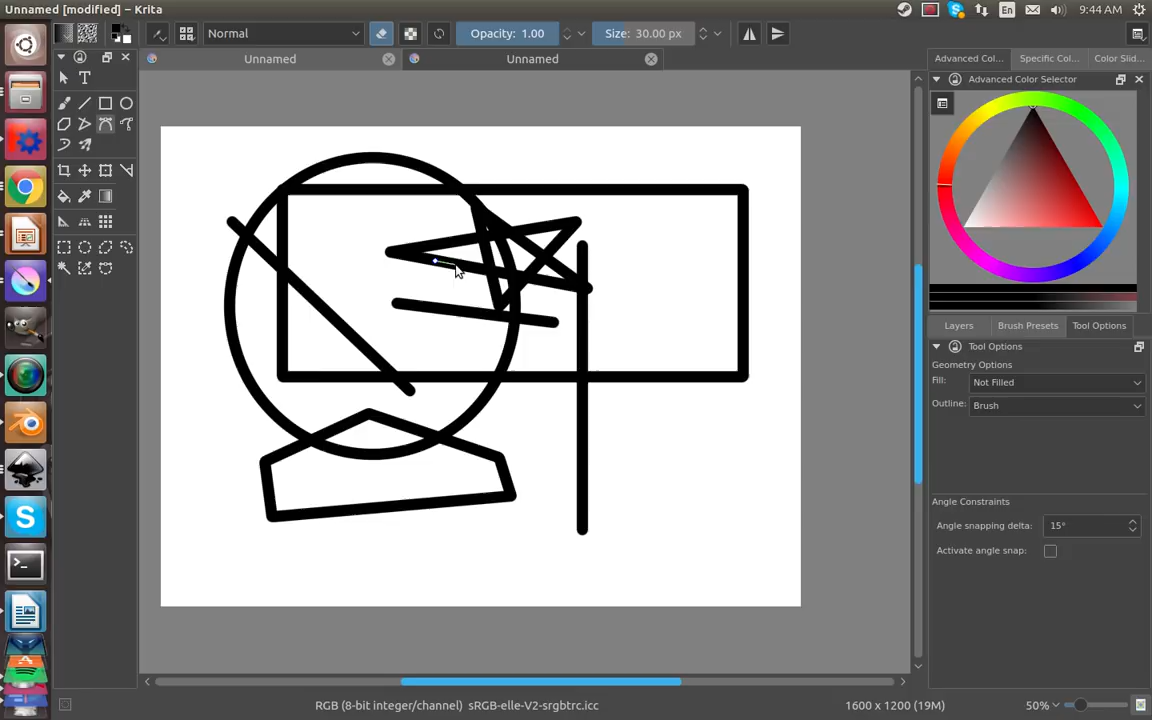 Unnamed [modified] - Krita
En
9:44 AM
Normal
Opacity: 1.00
Size: 30.00 px
Unnamed
Unnamed
Advanced Col...
Specific Co...
Color Slid...
Advanced Color Selector
T
Layers
Brush Presets
Tool Options
Tool Options
Geometry Options
Fill:
Not Filled
Outline:
Brush
Angle Constraints
Angle snapping delta:
15°
Activate angle snap:
S
RGB (8-bit integer/channel) sRGB-elle-V2-srgbtrc.icc
1600 x 1200 (19M)
50%